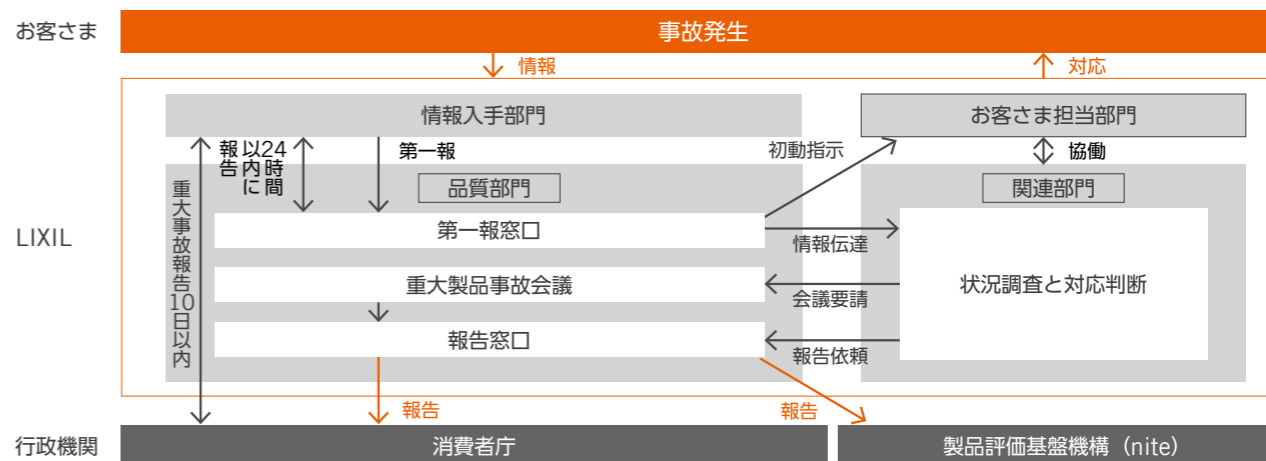 お客さま
事故発生
情報
対応
情報入手部門
お客さま担当部門
24時間
以内に
報告
第一報
初動指示
協働
品質部門
関連部門
重大事故報告10日以内
LIXIL
第一報窓口
情報伝達
重大製品事故会議
会議要請
状況調査と対応判断
報告窓口
報告依頼
報告
報告
行政機関
消費者庁
製品評価基盤機構（nite）